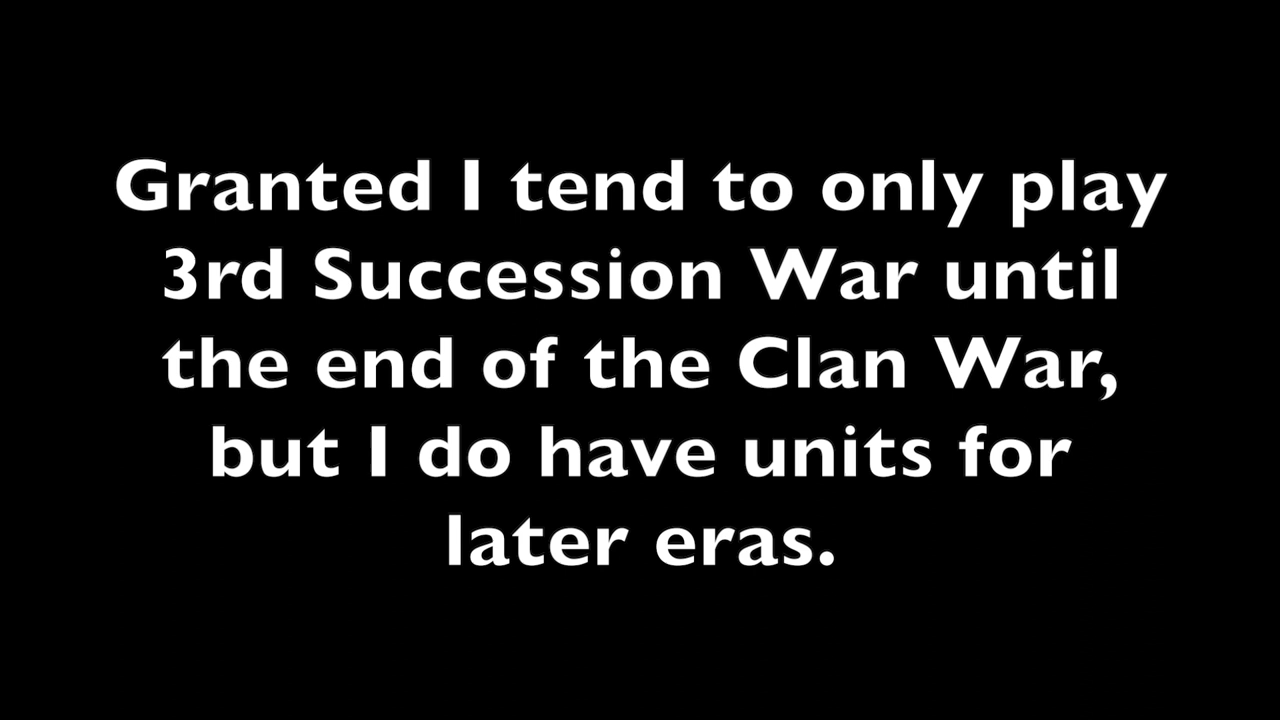 Granted I tend to only play
3rd Succession War until
the end of the Clan War,
but I do have units for
later eras.